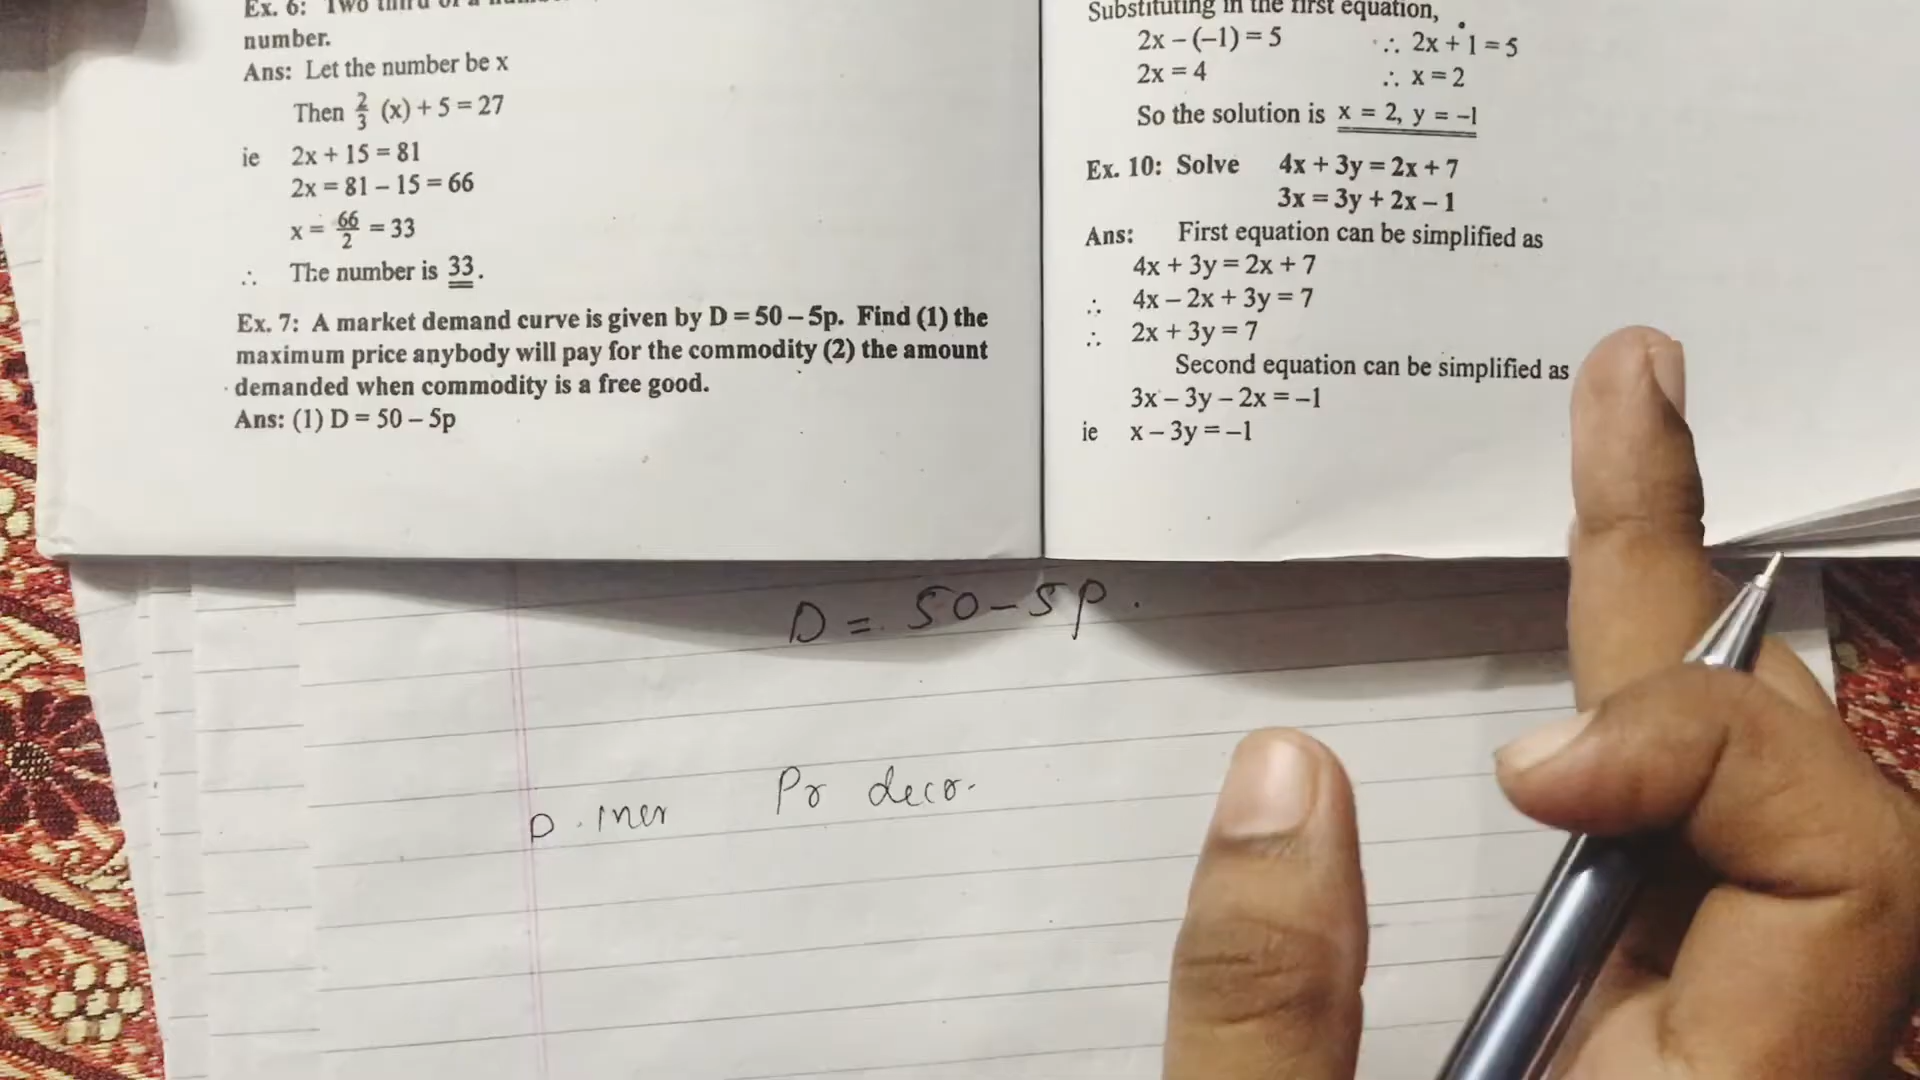 Ex. 6: Two third of a
number.
Ans: Let the number be x
Then 2/3 (x) + 5 = 27
ie 2x + 15 = 81
2x = 81 – 15 = 66
x = 66/2 = 33
∴ The number is 33.
Ex. 7: A market demand curve is given by D = 50 – 5p. Find (1) the
maximum price anybody will pay for the commodity (2) the amount
demanded when commodity is a free good.
Ans: (1) D = 50 – 5p
Substituting in the first equation,
2x – (–1) = 5 ∴ 2x + 1 = 5
2x = 4 ∴ x = 2
So the solution is x = 2, y = –1
Ex. 10: Solve 4x + 3y = 2x + 7
3x = 3y + 2x – 1
Ans: First equation can be simplified as
4x + 3y = 2x + 7
∴ 4x – 2x + 3y = 7
∴ 2x + 3y = 7
Second equation can be simplified as
3x – 3y – 2x = –1
ie x – 3y = –1
D = 50 – 5p.
D . incr Pr decr.